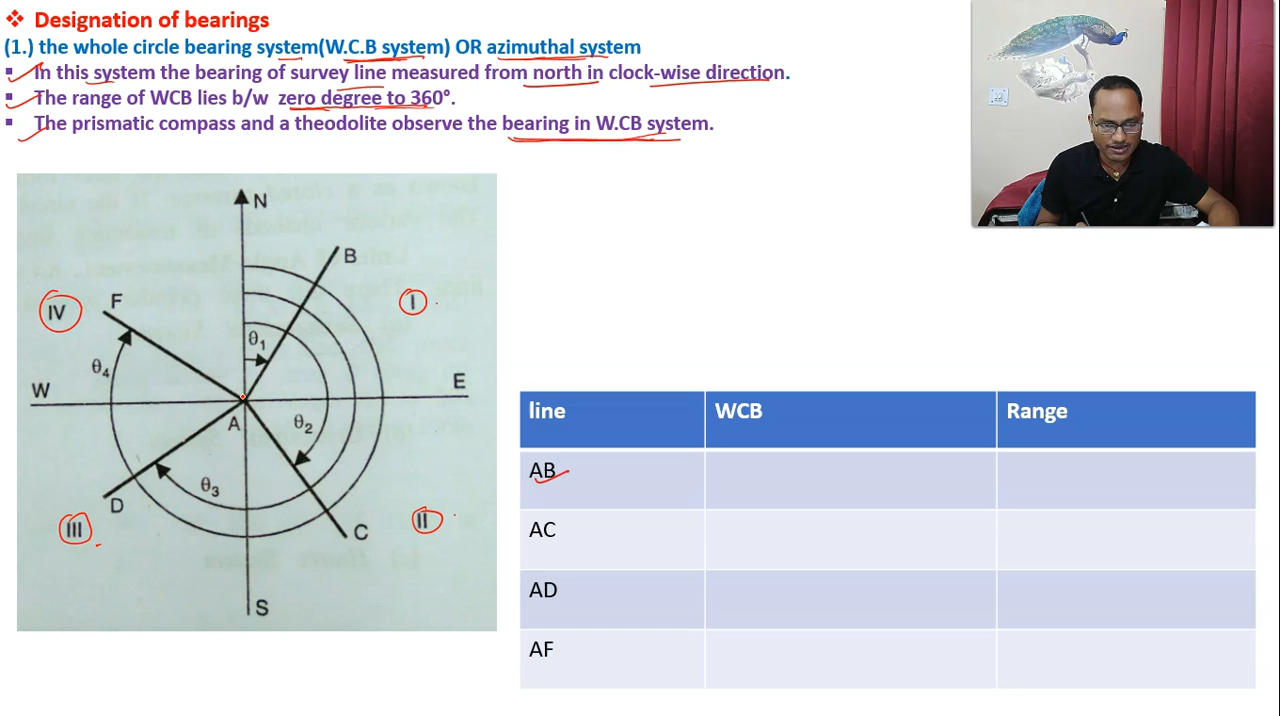 ❖ Designation of bearings
(1.) the whole circle bearing system(W.C.B system) OR azimuthal system
▪ In this system the bearing of survey line measured from north in clock-wise direction.
▪ The range of WCB lies b/w zero degree to 360°.
▪ The prismatic compass and a theodolite observe the bearing in W.CB system.
N
B
F
IV
I
θ1
θ4
W
E
A
θ2
θ3
D
III
II
C
S
line WCB Range
AB
AC
AD
AF